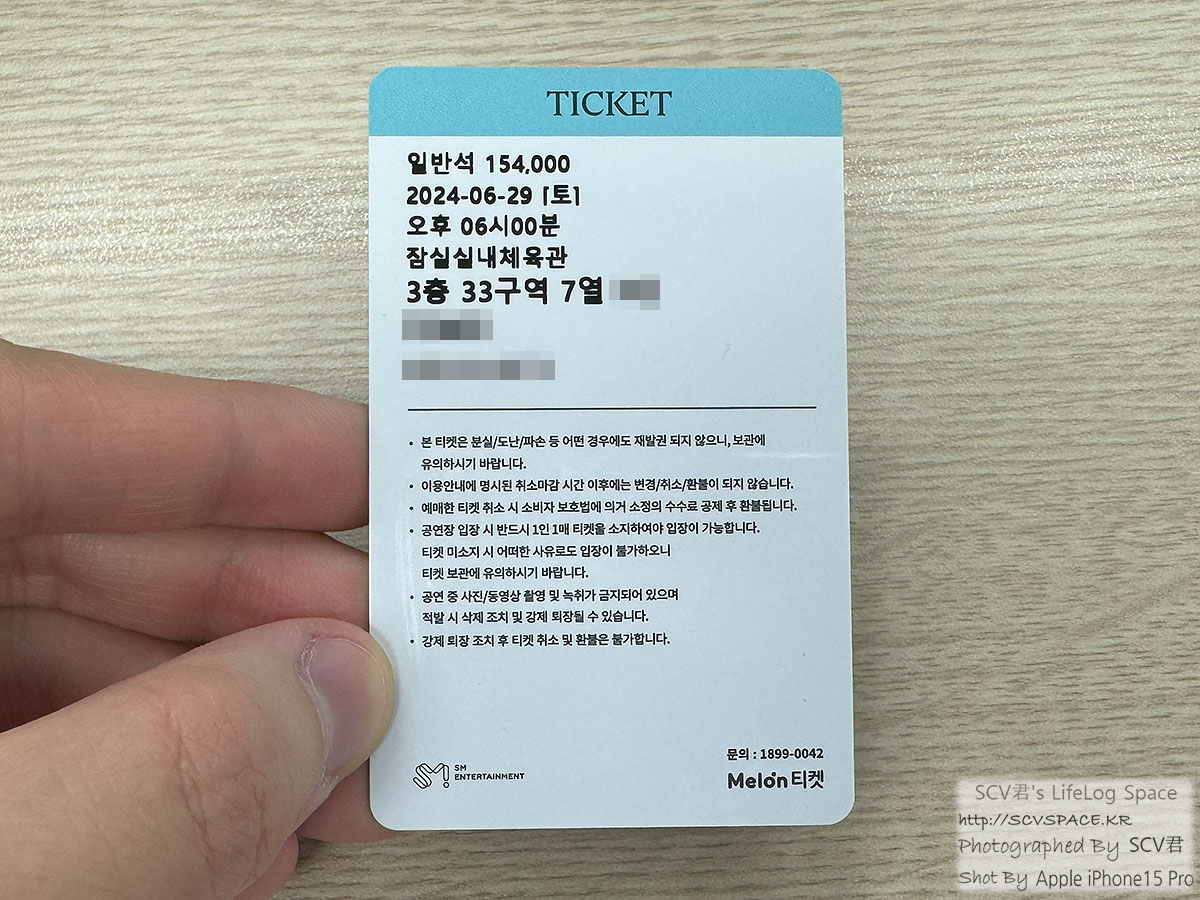 TICKET
일반석 154,000
2024-06-29 [토]
오후 06시00분
잠실실내체육관
3층 33구역 7열
• 본 티켓은 분실/도난/파손 등 어떤 경우에도 재발권 되지 않으니, 보관에
유의하시기 바랍니다.
• 이용안내에 명시된 취소마감 시간 이후에는 변경/취소/환불이 되지 않습니다.
• 예매한 티켓 취소 시 소비자 보호법에 의거 소정의 수수료 공제 후 환불됩니다.
• 공연장 입장 시 반드시 1인 1매 티켓을 소지하여야 입장이 가능합니다.
티켓 미소지 시 어떠한 사유로도 입장이 불가하오니
티켓 보관에 유의하시기 바랍니다.
• 공연 중 사진/동영상 촬영 및 녹취가 금지되어 있으며
적발 시 삭제 조치 및 강제 퇴장될 수 있습니다.
• 강제 퇴장 조치 후 티켓 취소 및 환불은 불가합니다.
SM
ENTERTAINMENT
문의 : 1899-0042
Melon티켓
SCV君's LifeLog Space
http://SCVSPACE.KR
Photographed By SCV君
Shot By Apple iPhone15 Pro